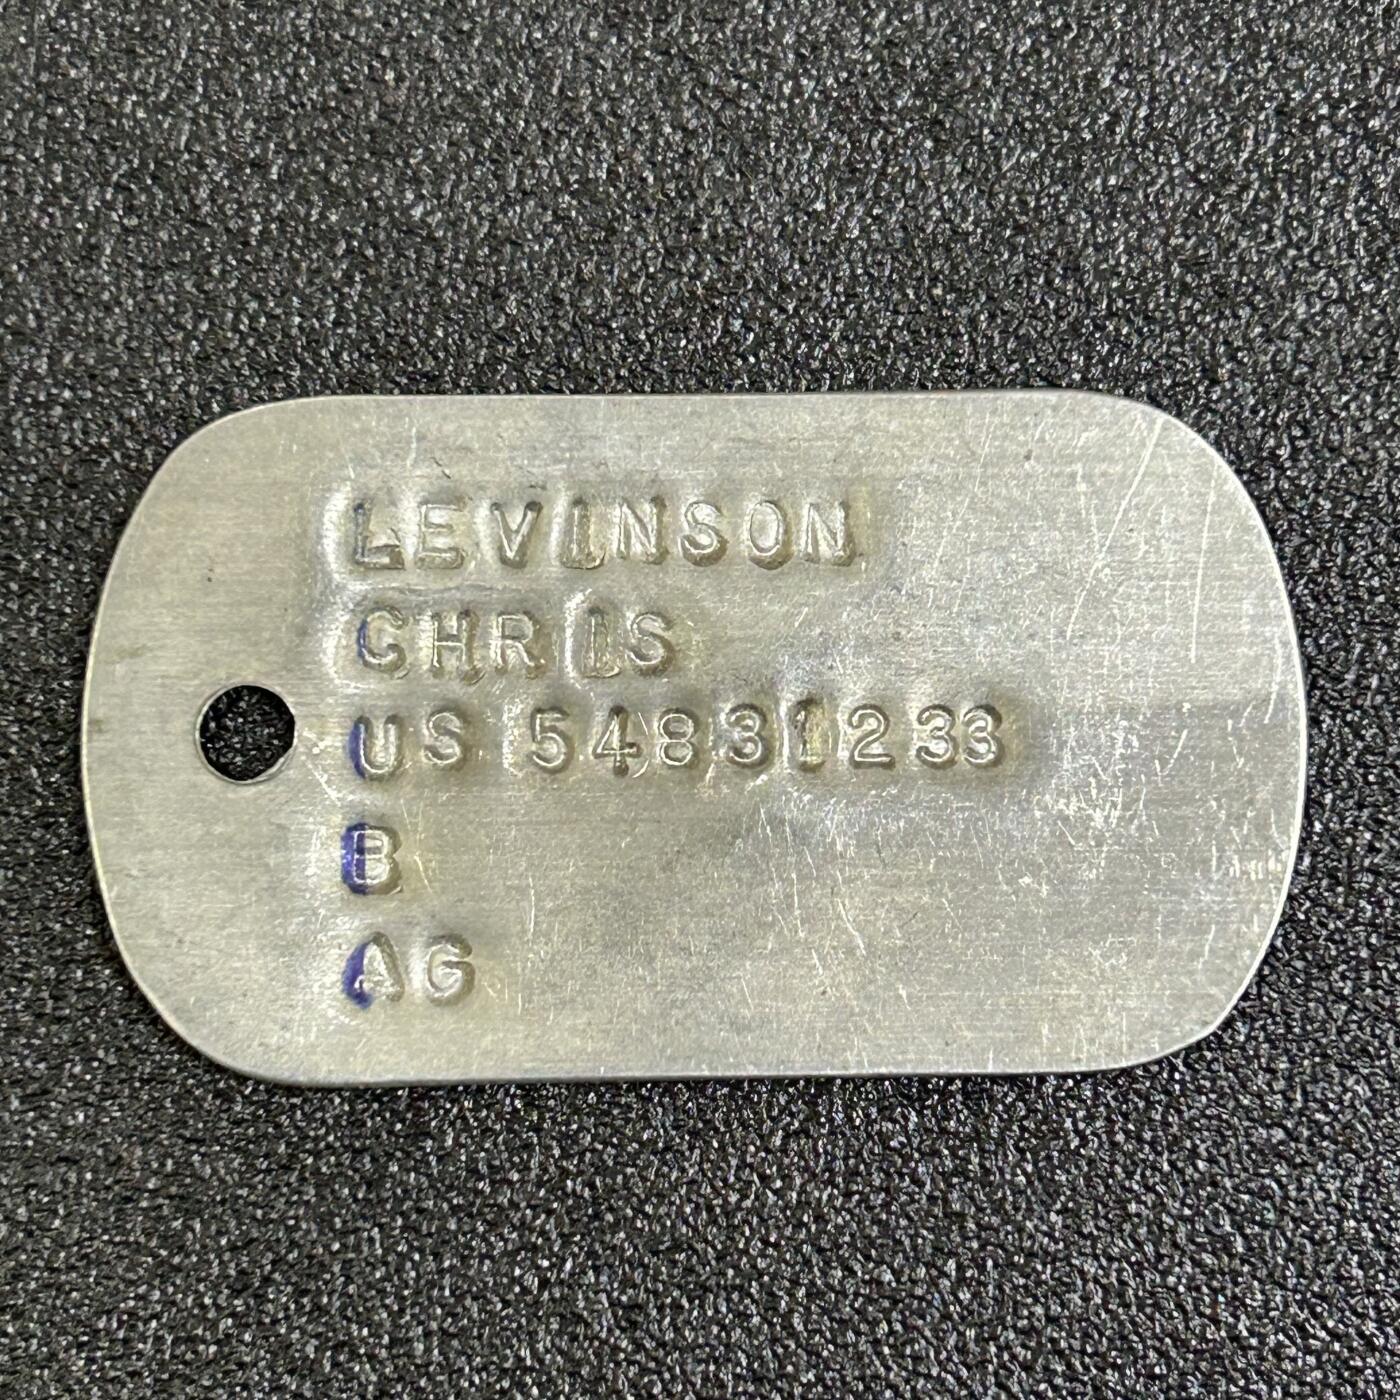 LEVINSON
CHRIS
US 54831233
B
AG